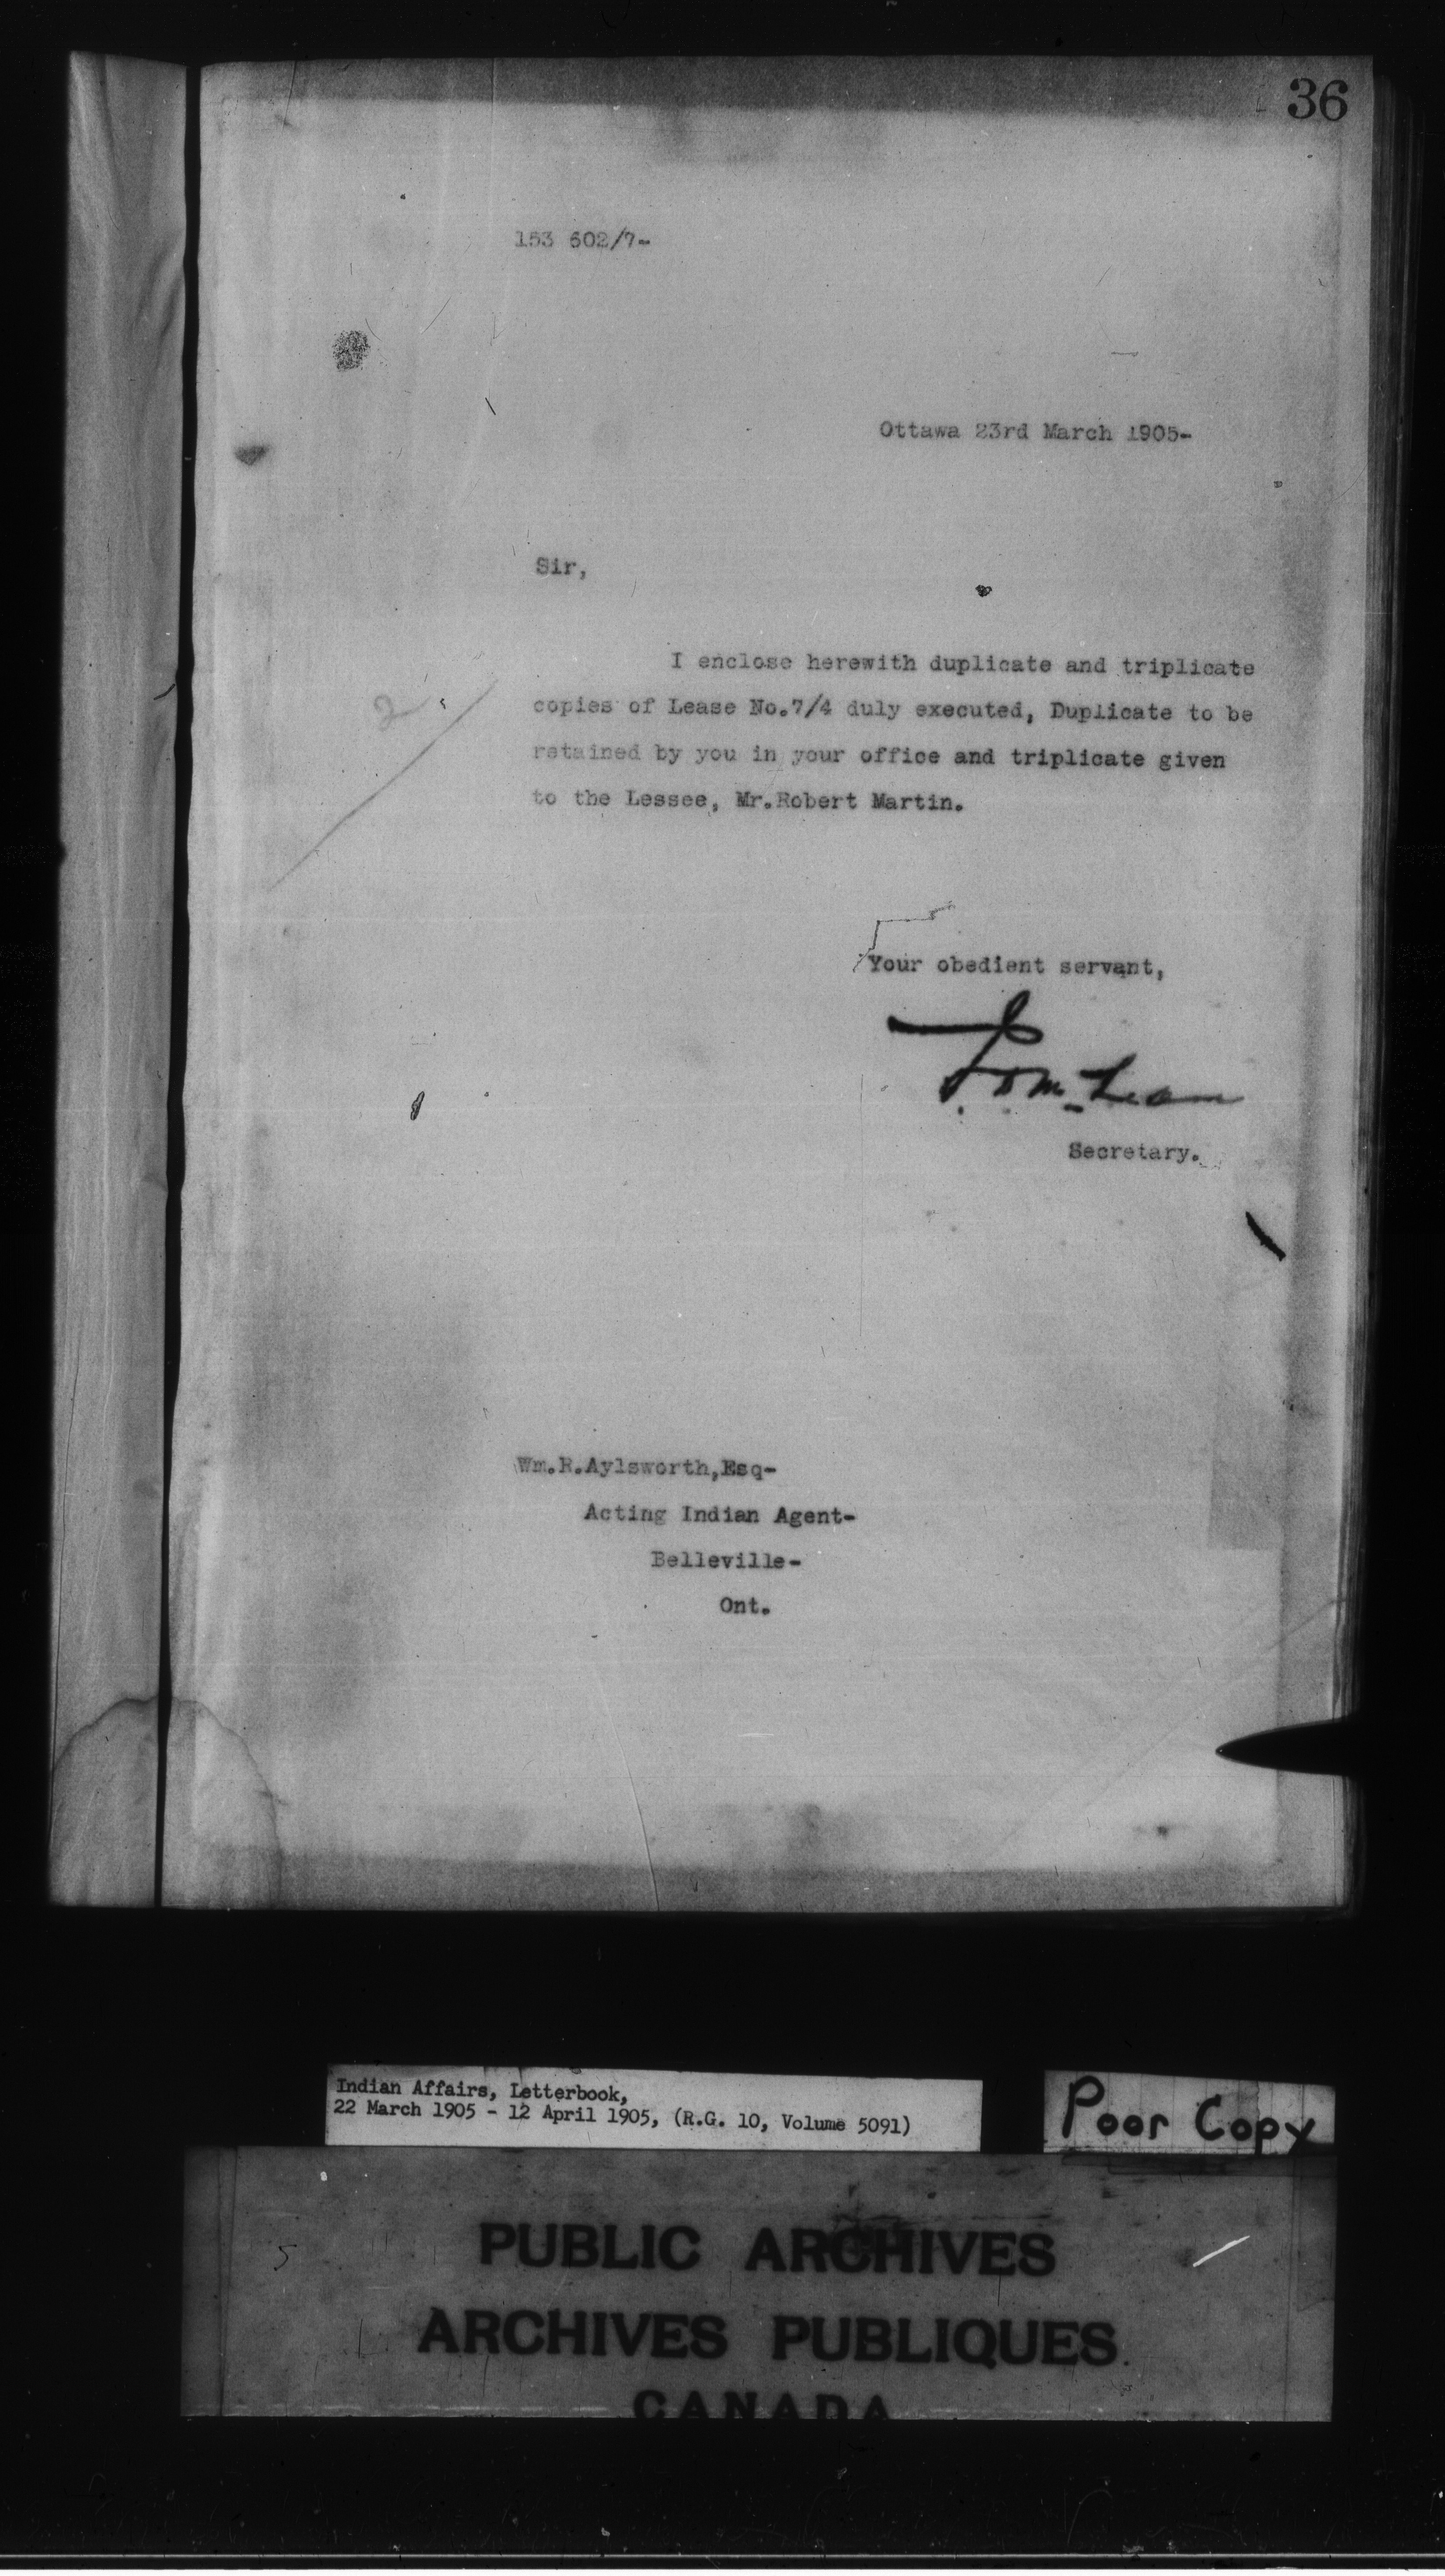 36
153 602/7-
Ottawa 23rd March 1905-
Sir,
I enclose herewith duplicate and triplicate
copies of Lease No.7/4 duly executed, Duplicate to be
retained by you in your office and triplicate given
to the Lessee, Mr.Robert Martin.
2
Your obedient servant,
Secretary.
Wm.R.Aylsworth,Esq-
Acting Indian Agent-
Belleville-
Ont.
Indian Affairs, Letterbook,
22 March 1905 - 12 April 1905, (R.G. 10, Volume 5091)
Poor Copy
PUBLIC ARCHIVES
ARCHIVES PUBLIQUES
CANADA